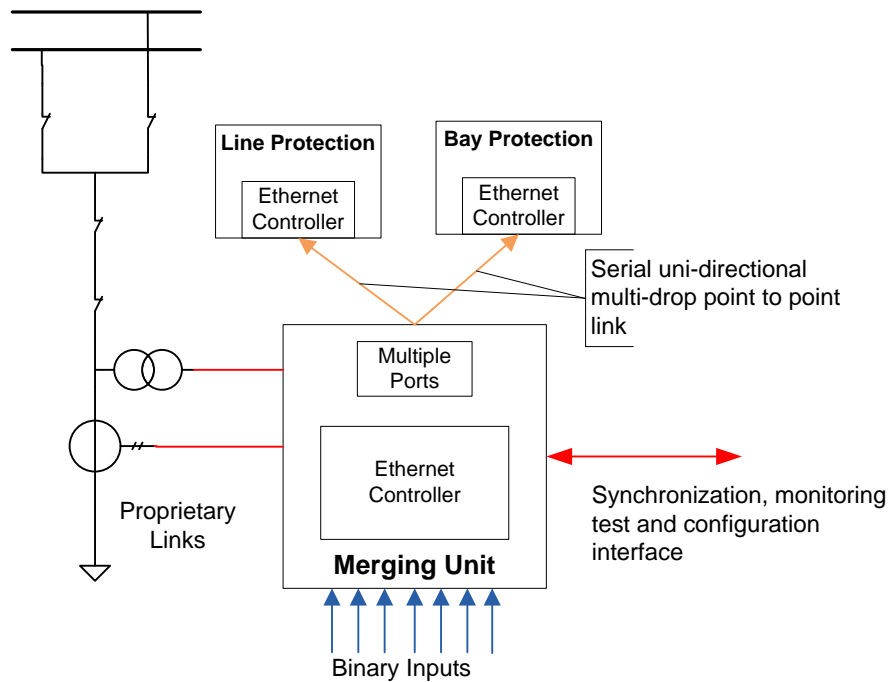 Line Protection
Ethernet
Controller
Bay Protection
Ethernet
Controller
Serial uni-directional
multi-drop point to point
link
Multiple
Ports
Ethernet
Controller
Merging Unit
Proprietary
Links
Synchronization, monitoring
test and configuration
interface
Binary Inputs